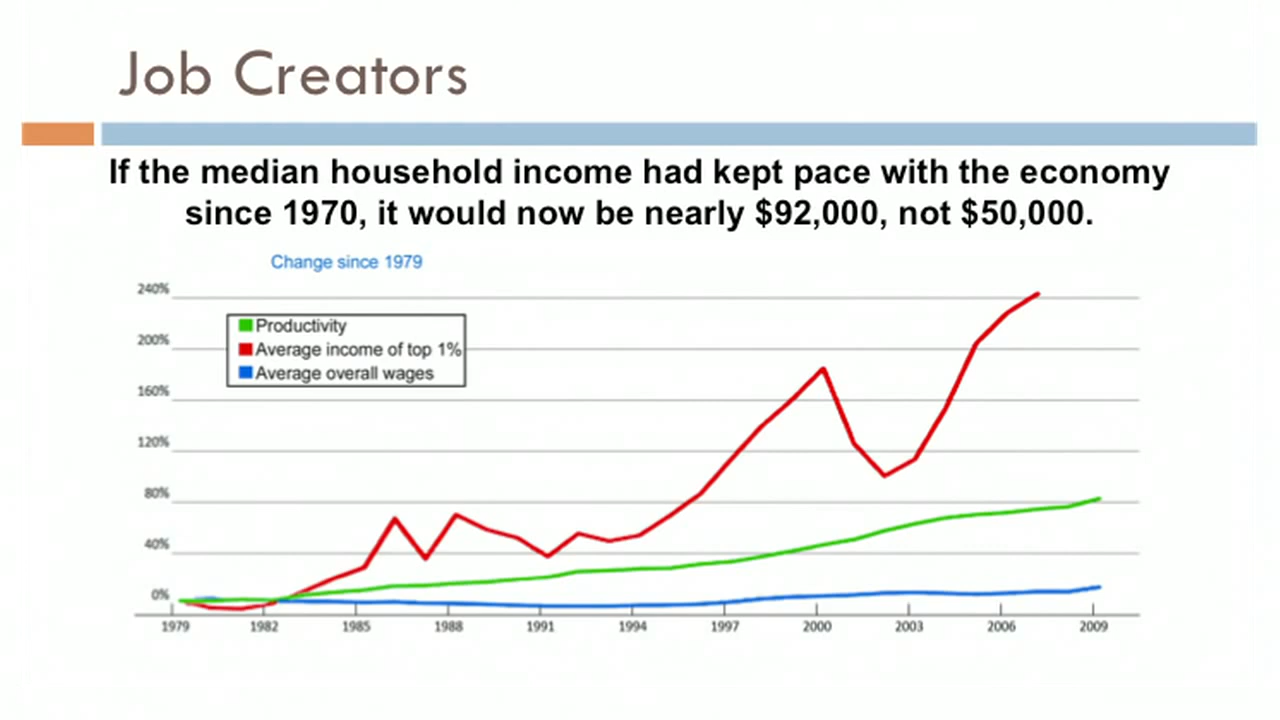 Job Creators
If the median household income had kept pace with the economy
since 1970, it would now be nearly $92,000, not $50,000.
Change since 1979
240%
Productivity
200%
Average income of top 1%
Average overall wages
160%
120%
80%
40%
0%
1979 1982 1985 1988 1991 1994 1997 2000 2003 2006 2009